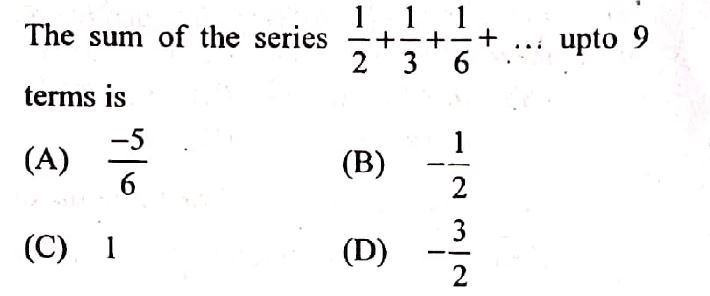 The sum of the series 1/2 + 1/3 + 1/6 + ... upto 9
terms is
(A) -5/6 (B) -1/2
(C) 1 (D) -3/2